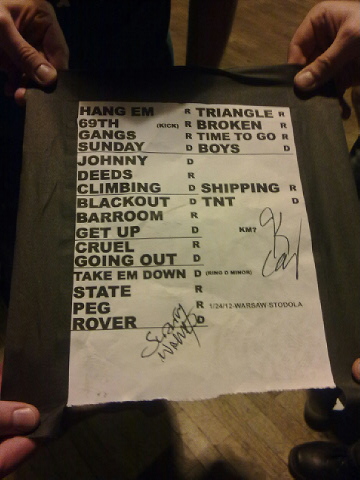 HANG EM R TRIANGLE R
69TH (KICK) R BROKEN R
GANGS R TIME TO GO R
SUNDAY D BOYS D
JOHNNY D
DEEDS R
CLIMBING D SHIPPING R
BLACKOUT D TNT D
BARROOM R
GET UP D KM7
CRUEL R
GOING OUT D
TAKE EM DOWN D (RING D MINOR)
STATE R
PEG R 1/24/12-WARSAW-STODOLA
ROVER D